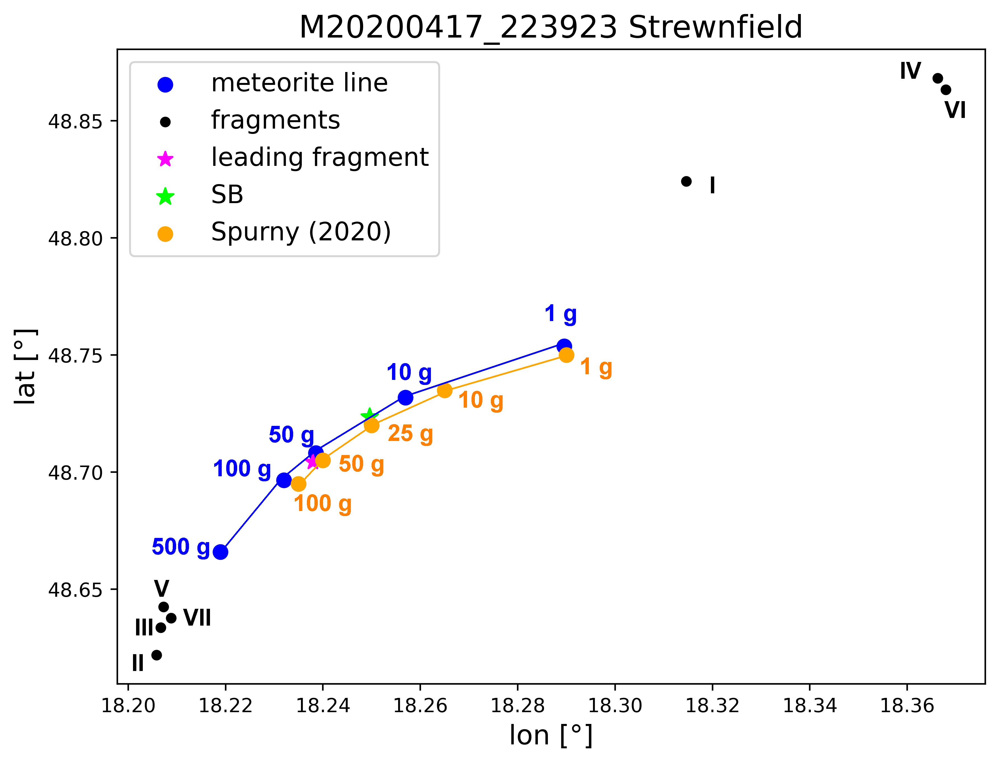 M20200417_223923 Strewnfield
meteorite line
fragments
leading fragment
SB
Spurny (2020)
IV
VI
I
1 g
1 g
10 g
10 g
50 g
25 g
100 g
50 g
100 g
500 g
V
VII
III
II
lat [°]
48.85
48.80
48.75
48.70
48.65
18.20 18.22 18.24 18.26 18.28 18.30 18.32 18.34 18.36
lon [°]